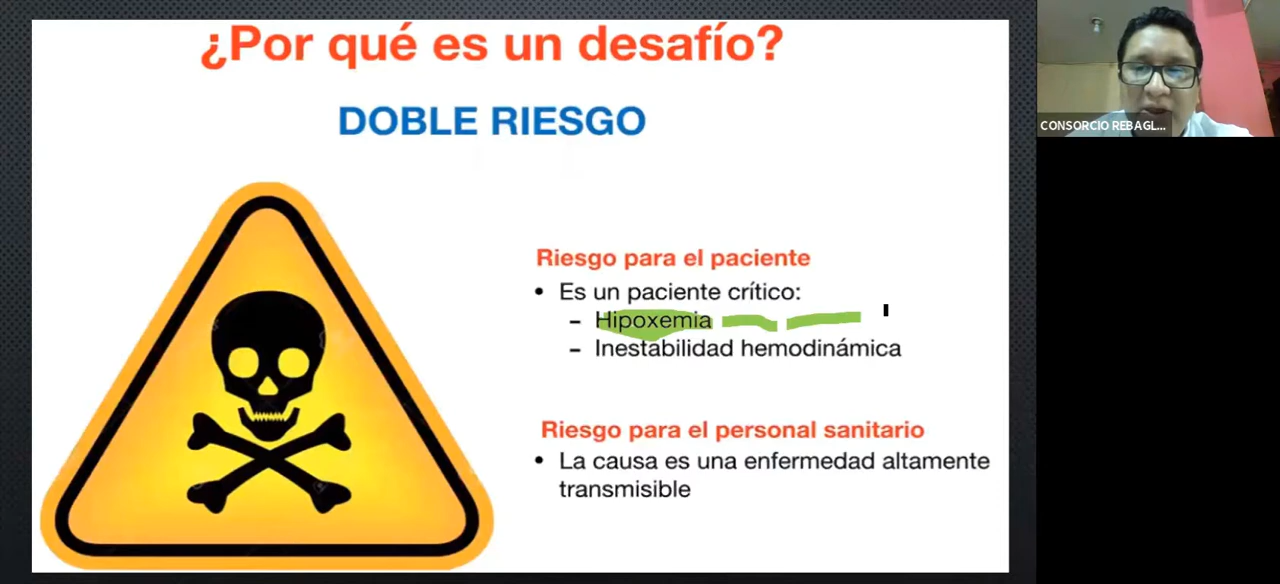 ¿Por qué es un desafío?
DOBLE RIESGO
CONSORCIO REBAGL...
Riesgo para el paciente
• Es un paciente crítico:
– Hipoxemia
– Inestabilidad hemodinámica
Riesgo para el personal sanitario
• La causa es una enfermedad altamente
transmisible